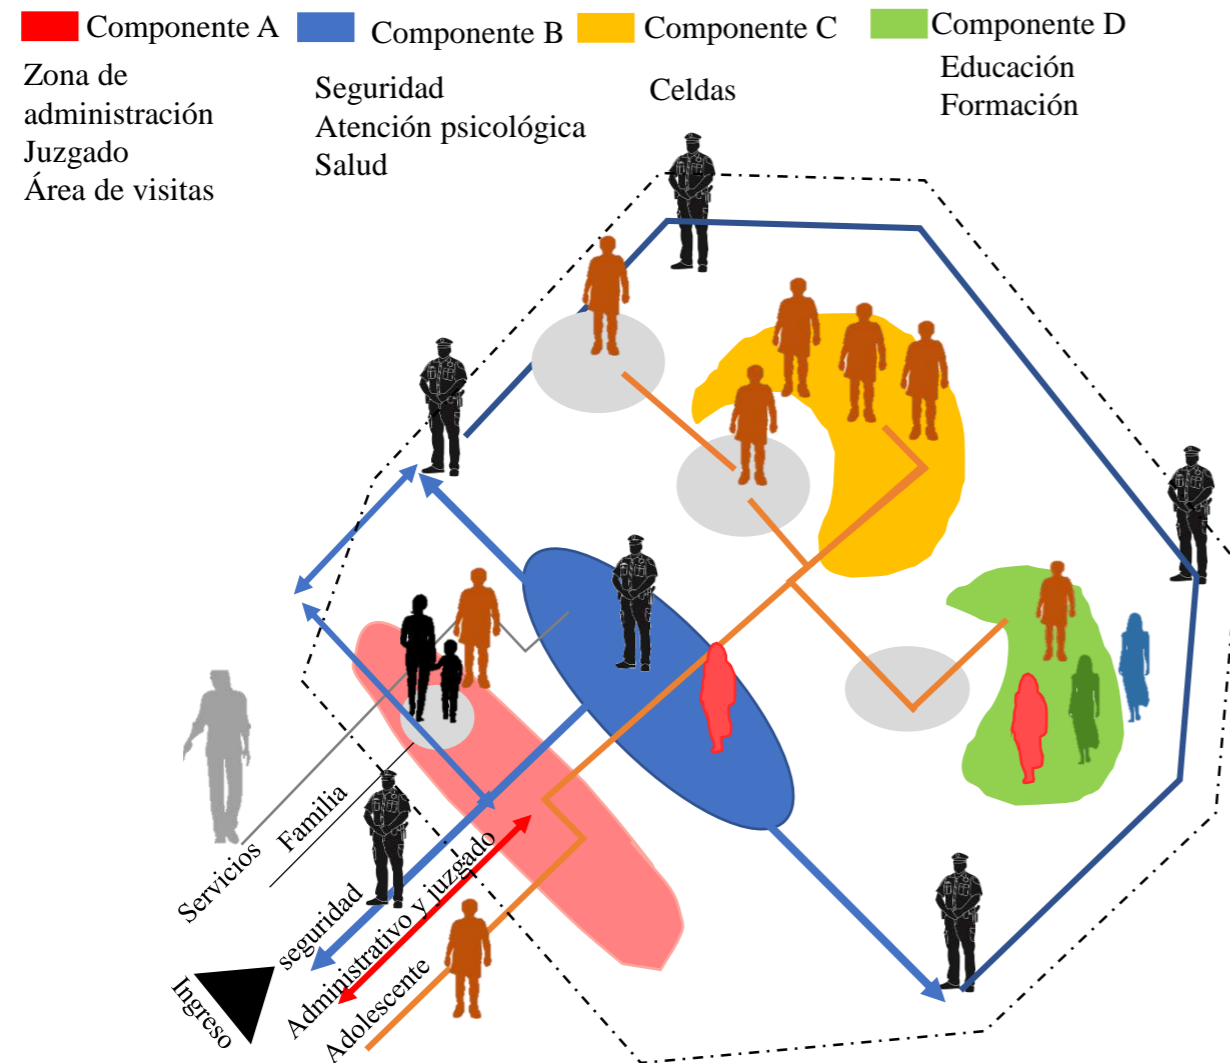 Componente A
Componente B
Componente C
Componente D
Zona de
administración
Juzgado
Área de visitas
Seguridad
Atención psicológica
Salud
Celdas
Educación
Formación
Servicios
Familia
seguridad
Administrativo y juzgado
Adolescente
Ingreso